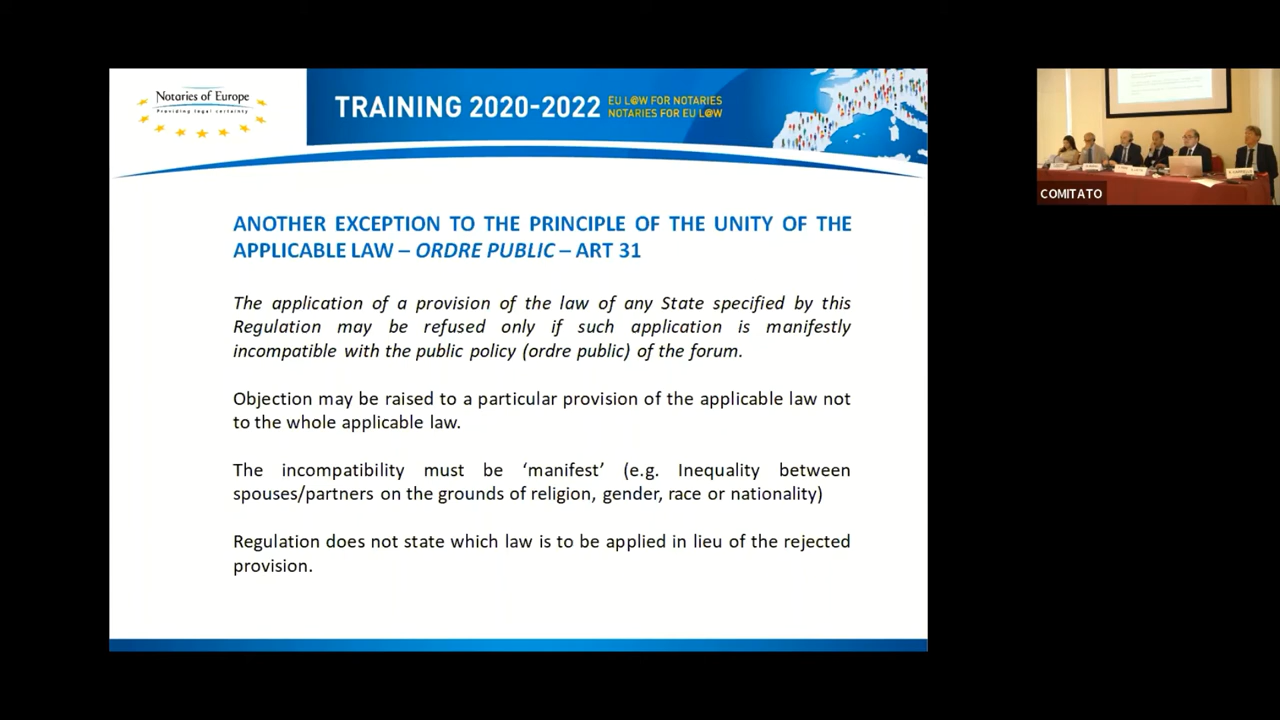 Notaries of Europe
Providing legal certainty
TRAINING 2020-2022
EU L@W FOR NOTARIES
NOTARIES FOR EU L@W
COMITATO
ANOTHER EXCEPTION TO THE PRINCIPLE OF THE UNITY OF THE
APPLICABLE LAW – ORDRE PUBLIC – ART 31
The application of a provision of the law of any State specified by this
Regulation may be refused only if such application is manifestly
incompatible with the public policy (ordre public) of the forum.
Objection may be raised to a particular provision of the applicable law not
to the whole applicable law.
The incompatibility must be ‘manifest’ (e.g. Inequality between
spouses/partners on the grounds of religion, gender, race or nationality)
Regulation does not state which law is to be applied in lieu of the rejected
provision.